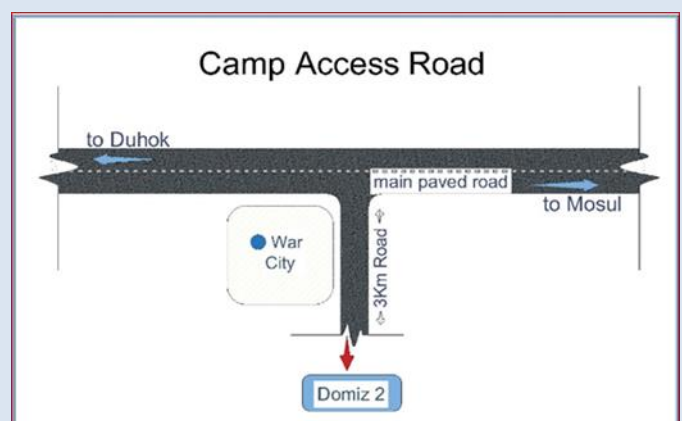 Camp Access Road
to Duhok
main paved road
to Mosul
War
City
3Km Road
Domiz 2